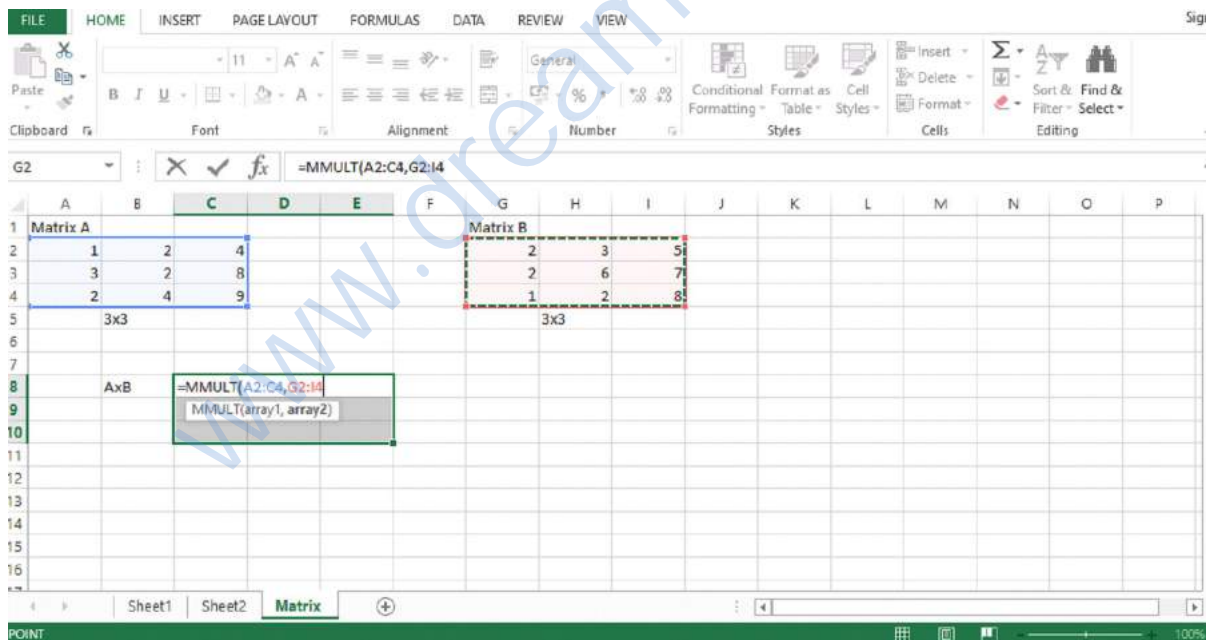 FILE HOME INSERT PAGE LAYOUT FORMULAS DATA REVIEW VIEW
11 A A General Insert
Paste B I U A % Conditional Format as Cell Delete Sort & Find &
Formatting Table Styles Format Filter Select
Clipboard Font Alignment Number Styles Cells Editing
G2 fx =MMULT(A2:C4,G2:I4
A B C D E F G H I J K L M N O P
1 Matrix A Matrix B
2 1 2 4 2 3 5
3 3 2 8 2 6 7
4 2 4 9 1 2 8
5 3x3 3x3
6
7
8 AxB =MMULT(A2:C4,G2:I4
9 MMULT(array1, array2)
10
11
12
13
14
15
16
Sheet1 Sheet2 Matrix
POINT 100%